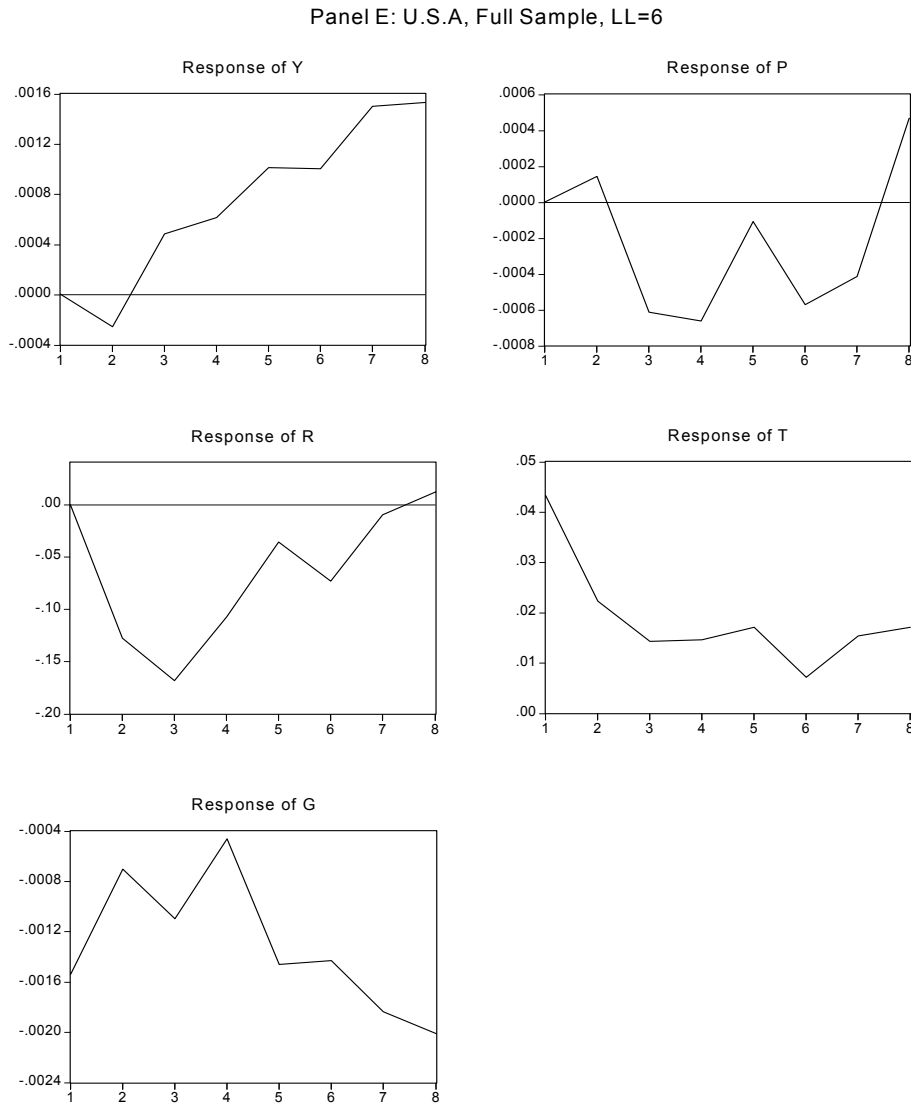 Panel E: U.S.A, Full Sample, LL=6
Response of Y
.0016
.0012
.0008
.0004
.0000
-.0004
1 2 3 4 5 6 7 8
Response of P
.0006
.0004
.0002
.0000
-.0002
-.0004
-.0006
-.0008
1 2 3 4 5 6 7 8
Response of R
.00
-.05
-.10
-.15
-.20
1 2 3 4 5 6 7 8
Response of T
.05
.04
.03
.02
.01
.00
1 2 3 4 5 6 7 8
Response of G
-.0004
-.0008
-.0012
-.0016
-.0020
-.0024
1 2 3 4 5 6 7 8